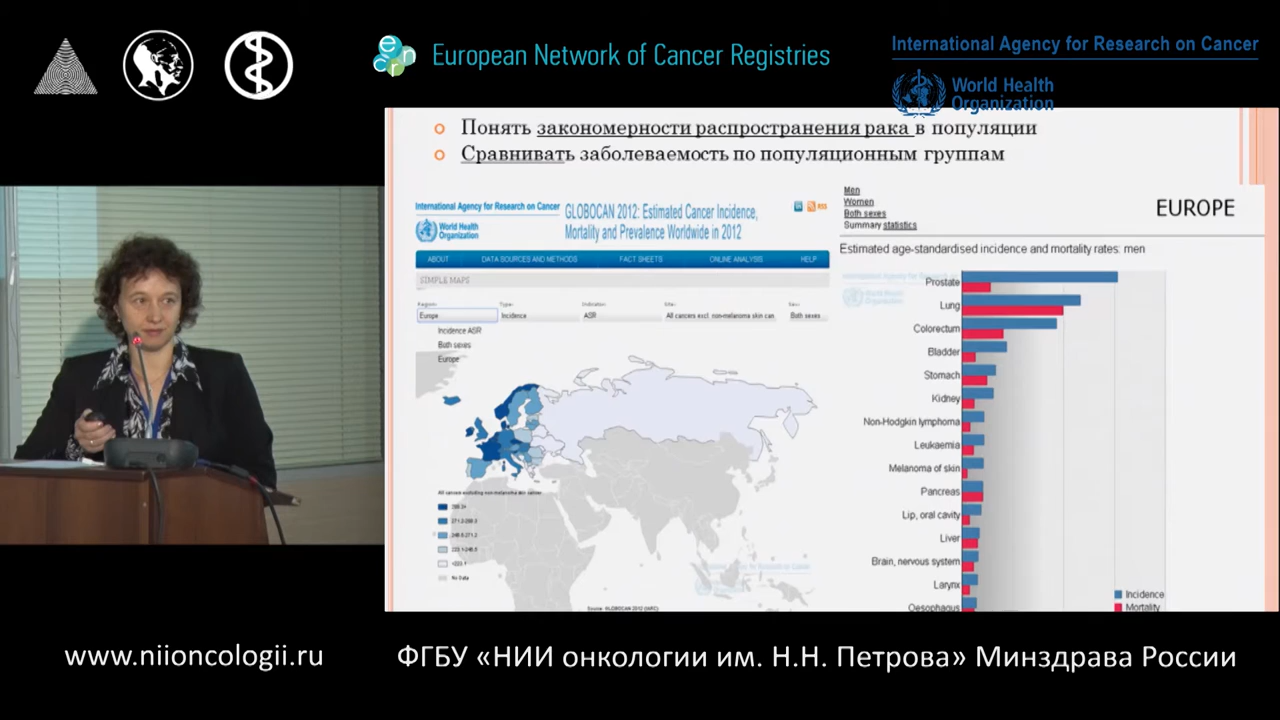 European Network of Cancer Registries
International Agency for Research on Cancer
World Health
Organization
Понять закономерности распространения рака в популяции
Сравнивать заболеваемость по популяционным группам
International Agency for Research on Cancer
World Health
Organization
GLOBOCAN 2012: Estimated Cancer Incidence,
Mortality and Prevalence Worldwide in 2012
RSS
ABOUT
DATA SOURCES AND METHODS
FACT SHEETS
ONLINE ANALYSIS
HELP
SIMPLE MAPS
Region:
Type:
Indicator:
Site:
Sex:
Europe
Incidence
ASR
All cancers excl. non-melanoma skin can
Both sexes
Incidence ASR
Both sexes
Europe
All cancers excluding non-melanoma skin cancer
No Data
Source: GLOBOCAN 2012 (IARC)
Men
Women
Both sexes
Summary statistics
EUROPE
Estimated age-standardised incidence and mortality rates: men
Prostate
Lung
Colorectum
Bladder
Stomach
Kidney
Non-Hodgkin lymphoma
Leukaemia
Melanoma of skin
Pancreas
Lip, oral cavity
Liver
Brain, nervous system
Larynx
Oesophagus
Incidence
Mortality
www.niioncologii.ru
ФГБУ «НИИ онкологии им. Н.Н. Петрова» Минздрава России